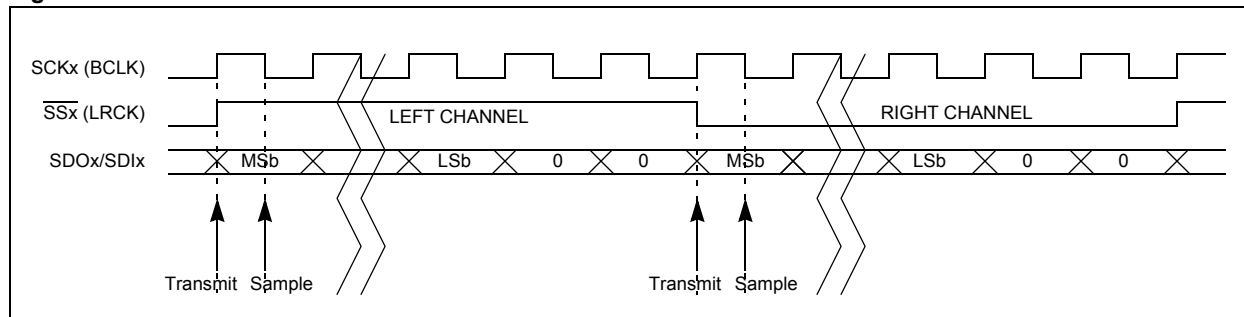 SCKx (BCLK)
SSx (LRCK)
LEFT CHANNEL
RIGHT CHANNEL
SDOx/SDIx
MSb
LSb
0
0
MSb
LSb
0
0
Transmit
Sample
Transmit
Sample